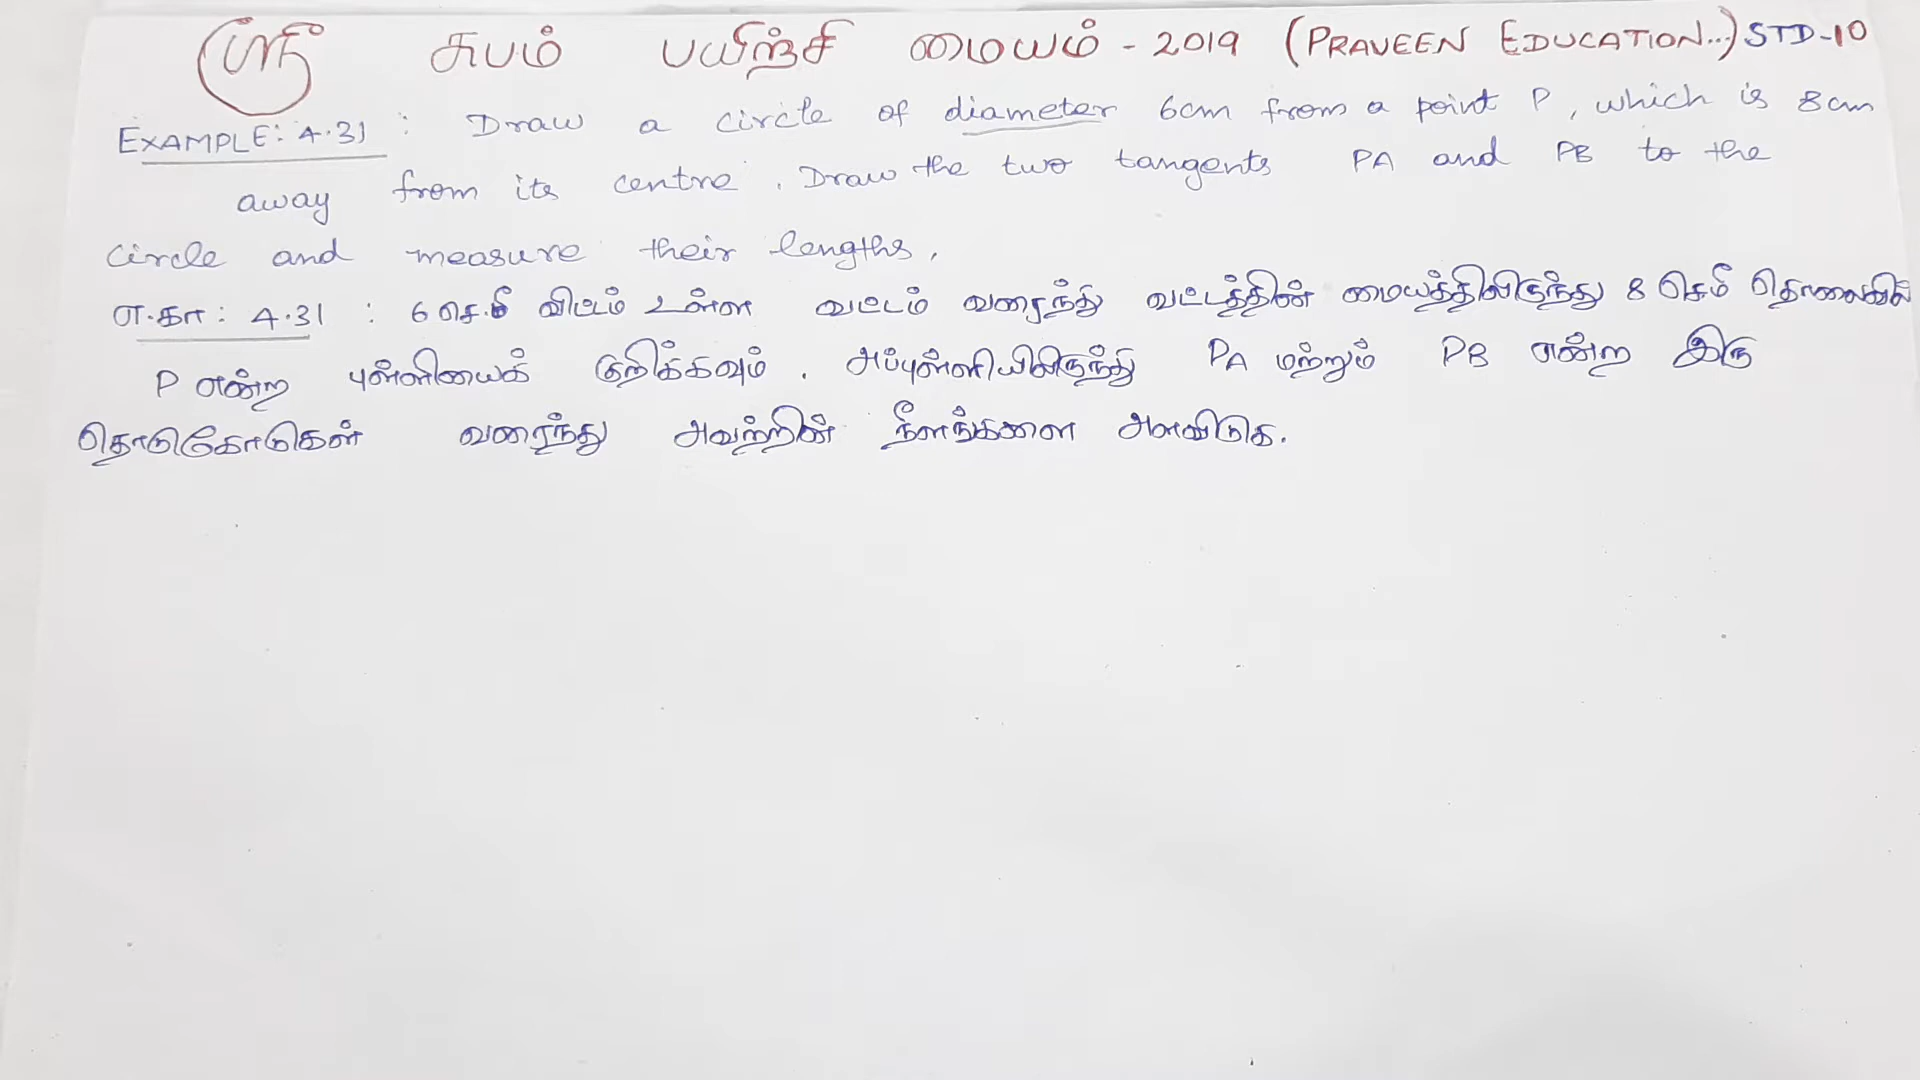 ஸ்ரீ சுபம் பயிற்சி மையம் - 2019 (PRAVEEN EDUCATION...) STD-10
EXAMPLE: 4.31 : Draw a circle of diameter 6cm from a point P, which is 8cm
away from its centre. Draw the two tangents PA and PB to the
circle and measure their lengths.
எ.கா: 4.31 : 6 செ.மீ விட்டம் உள்ள வட்டம் வரைந்து வட்டத்தின் மையத்திலிருந்து 8 செமீ தொலைவில்
P என்ற புள்ளியைக் குறிக்கவும். அப்புள்ளியிலிருந்து PA மற்றும் PB என்ற இரு
தொடுகோடுகள் வரைந்து அவற்றின் நீளங்களை அளவிடுக.